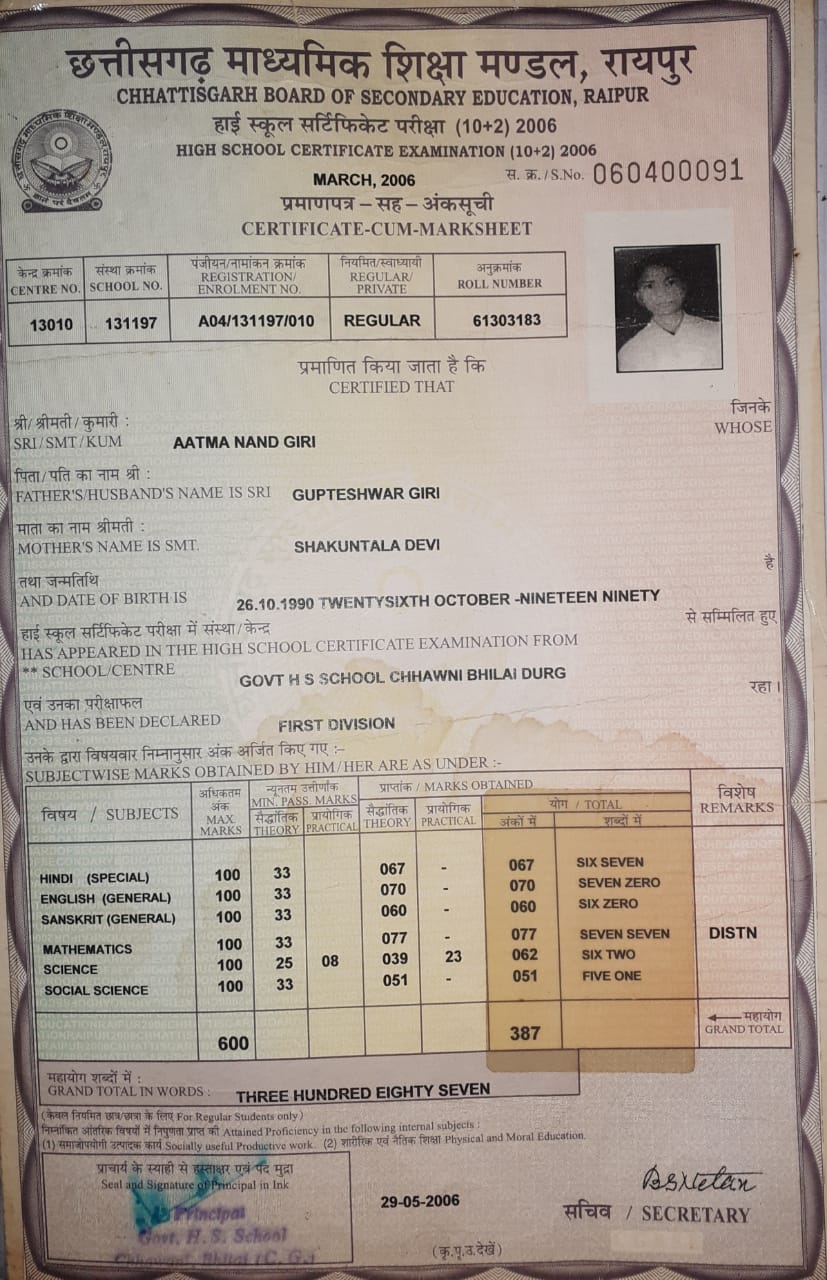 छत्तीसगढ़ माध्यमिक शिक्षा मण्डल, रायपुर
CHHATTISGARH BOARD OF SECONDARY EDUCATION, RAIPUR
हाई स्कूल सर्टिफिकेट परीक्षा (10+2) 2006
HIGH SCHOOL CERTIFICATE EXAMINATION (10+2) 2006
MARCH, 2006 स. क्र. / S.No. 060400091
प्रमाणपत्र – सह – अंकसूची
CERTIFICATE-CUM-MARKSHEET
केन्द्र क्रमांक संस्था क्रमांक पंजीयन/नामांकन क्रमांक नियमित/स्वाध्यायी अनुक्रमांक
CENTRE NO. SCHOOL NO. REGISTRATION/ ENROLMENT NO. REGULAR/ PRIVATE ROLL NUMBER
13010 131197 A04/131197/010 REGULAR 61303183
प्रमाणित किया जाता है कि
CERTIFIED THAT
श्री/ श्रीमती / कुमारी : जिनके
SRI/SMT/KUM AATMA NAND GIRI WHOSE
पिता/पति का नाम श्री :
FATHER'S/HUSBAND'S NAME IS SRI GUPTESHWAR GIRI
माता का नाम श्रीमती :
MOTHER'S NAME IS SMT. SHAKUNTALA DEVI
तथा जन्मतिथि है
AND DATE OF BIRTH IS 26.10.1990 TWENTYSIXTH OCTOBER -NINETEEN NINETY
हाई स्कूल सर्टिफिकेट परीक्षा में संस्था/केन्द्र से सम्मिलित हुए
HAS APPEARED IN THE HIGH SCHOOL CERTIFICATE EXAMINATION FROM
** SCHOOL/CENTRE GOVT H S SCHOOL CHHAWNI BHILAI DURG
एवं उनका परीक्षाफल रहा।
AND HAS BEEN DECLARED FIRST DIVISION
उनके द्वारा विषयवार निम्नानुसार अंक अर्जित किए गए :–
SUBJECTWISE MARKS OBTAINED BY HIM/HER ARE AS UNDER :-
विषय / SUBJECTS अधिकतम अंक MAX. MARKS न्यूनतम उत्तीर्णांक MIN. PASS. MARKS प्राप्तांक / MARKS OBTAINED विशेष REMARKS
सैद्धांतिक THEORY प्रायोगिक PRACTICAL सैद्धांतिक THEORY प्रायोगिक PRACTICAL योग / TOTAL
अंकों में शब्दों में
HINDI (SPECIAL) 100 33 067 - 067 SIX SEVEN
ENGLISH (GENERAL) 100 33 070 - 070 SEVEN ZERO
SANSKRIT (GENERAL) 100 33 060 - 060 SIX ZERO
MATHEMATICS 100 33 077 - 077 SEVEN SEVEN DISTN
SCIENCE 100 25 08 039 23 062 SIX TWO
SOCIAL SCIENCE 100 33 051 - 051 FIVE ONE
600 387 महायोग
GRAND TOTAL
महायोग शब्दों में :
GRAND TOTAL IN WORDS : THREE HUNDRED EIGHTY SEVEN
(केवल नियमित छात्र/छात्रा के लिए For Regular Students only)
निम्नांकित आंतरिक विषयों में निपुणता प्राप्त की Attained Proficiency in the following internal subjects :
(1) समाजोपयोगी उत्पादक कार्य Socially useful Productive work. (2) शारीरिक एवं नैतिक शिक्षा Physical and Moral Education.
प्राचार्य के स्याही से हस्ताक्षर एवं पद मुद्रा
Seal and Signature of Principal in Ink
Principal
Govt. H. S. School
29-05-2006
सचिव / SECRETARY
(कृ.पृ.उ.देखें)